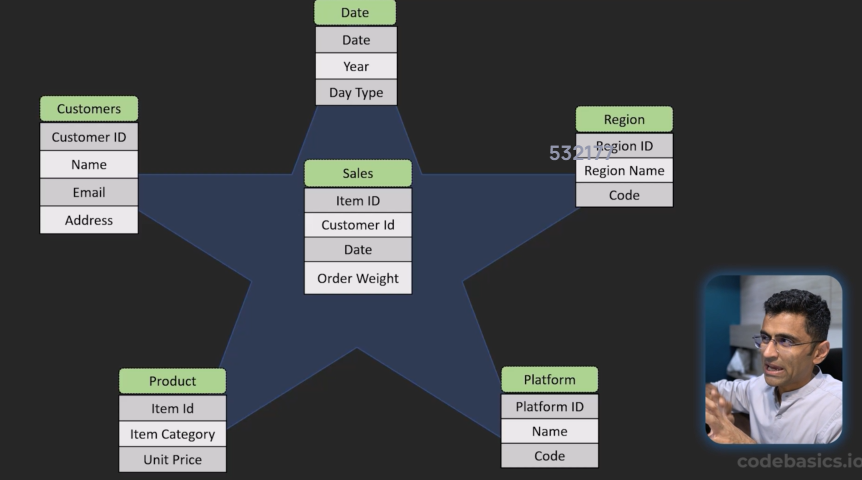 Date
Date
Year
Day Type
Customers
Customer ID
Name
Email
Address
Region
Region ID
Region Name
Code
532177
Sales
Item ID
Customer Id
Date
Order Weight
Product
Item Id
Item Category
Unit Price
Platform
Platform ID
Name
Code
codebasics.io